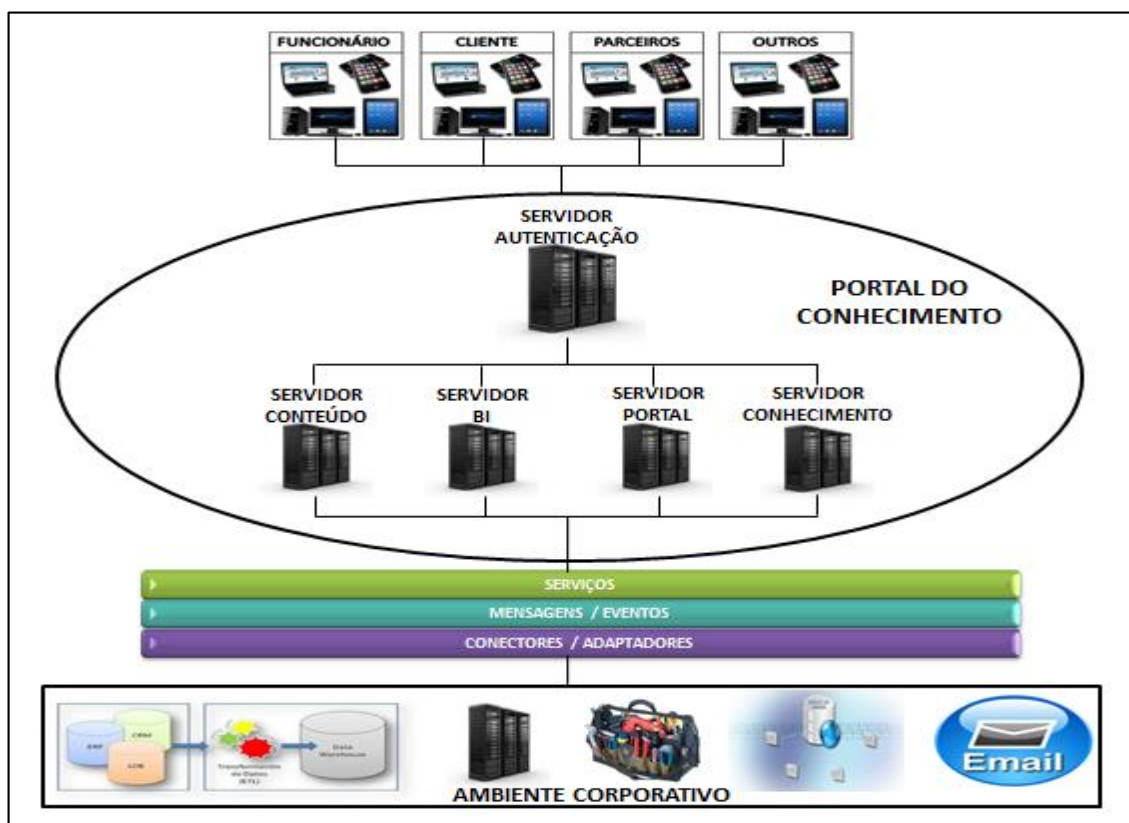 FUNCIONÁRIO
CLIENTE
PARCEIROS
OUTROS
SERVIDOR
AUTENTICAÇÃO
PORTAL DO
CONHECIMENTO
SERVIDOR
CONTEÚDO
SERVIDOR
BI
SERVIDOR
PORTAL
SERVIDOR
CONHECIMENTO
SERVIÇOS
MENSAGENS / EVENTOS
CONECTORES / ADAPTADORES
ERP
CRM
Data
Warehouse
(ETL)
Email
AMBIENTE CORPORATIVO